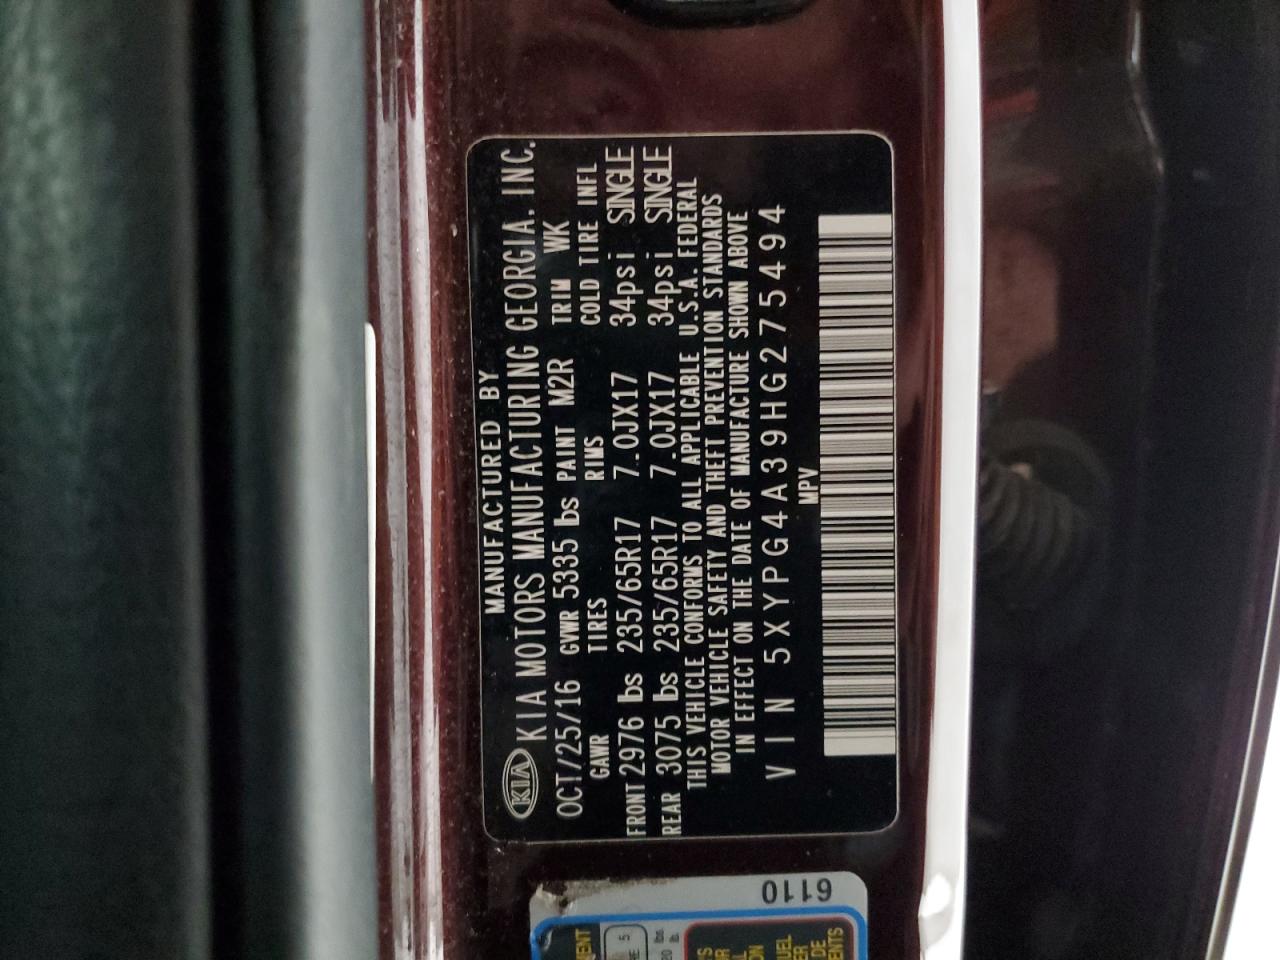 MANUFACTURED BY
KIA KIA MOTORS MANUFACTURING GEORGIA, INC.
OCT/25/16 GVWR 5335 lbs PAINT M2R TRIM WK
GAWR TIRES RIMS COLD TIRE INFL
FRONT 2976 lbs 235/65R17 7.0JX17 34psi SINGLE
REAR 3075 lbs 235/65R17 7.0JX17 34psi SINGLE
THIS VEHICLE CONFORMS TO ALL APPLICABLE U.S.A. FEDERAL
MOTOR VEHICLE SAFETY AND THEFT PREVENTION STANDARDS
IN EFFECT ON THE DATE OF MANUFACTURE SHOWN ABOVE
VIN 5XYPG4A39HG275494
MPV
6110
5